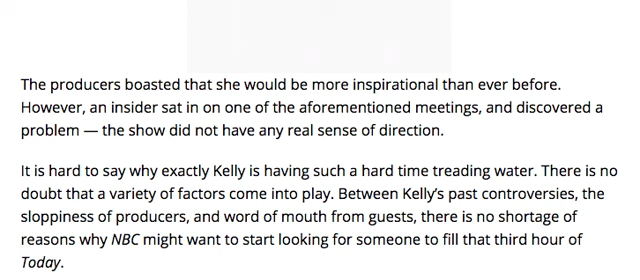 The producers boasted that she would be more inspirational than ever before.
However, an insider sat in on one of the aforementioned meetings, and discovered a
problem — the show did not have any real sense of direction.
It is hard to say why exactly Kelly is having such a hard time treading water. There is no
doubt that a variety of factors come into play. Between Kelly’s past controversies, the
sloppiness of producers, and word of mouth from guests, there is no shortage of
reasons why NBC might want to start looking for someone to fill that third hour of
Today.